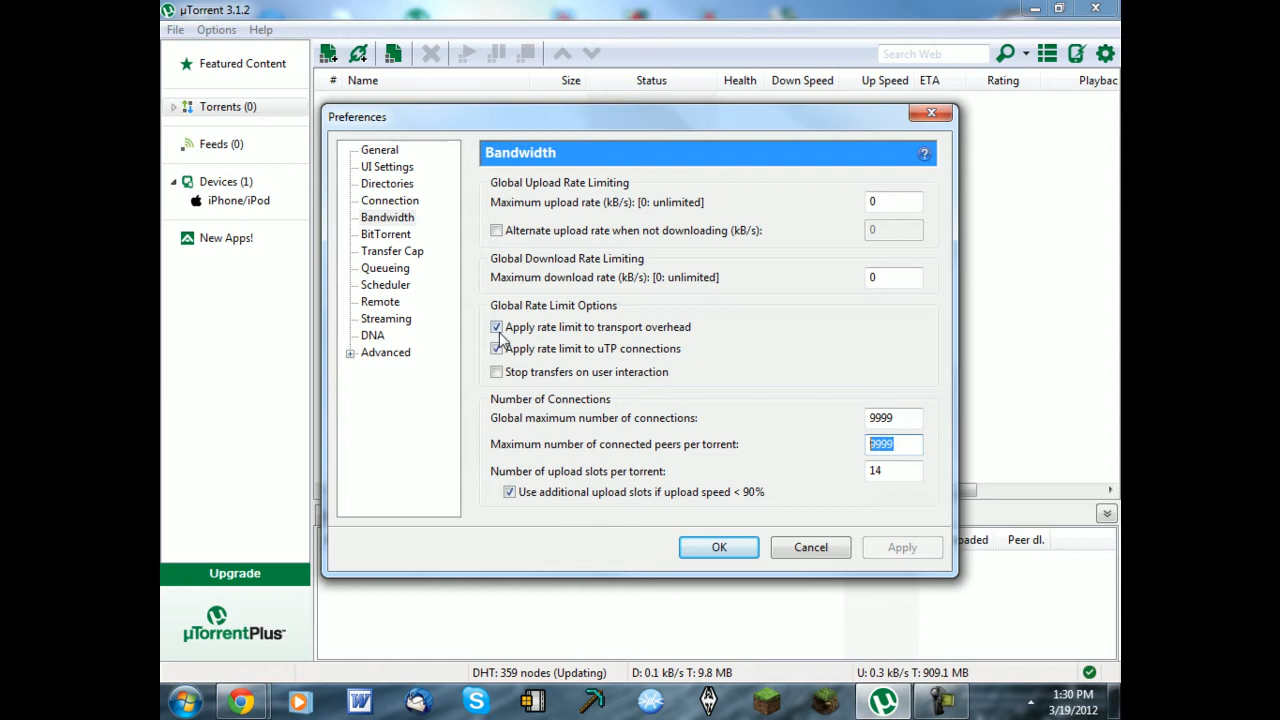 µTorrent 3.1.2
File Options Help
Search Web
Featured Content
Torrents (0)
Feeds (0)
Devices (1)
iPhone/iPod
New Apps!
Upgrade
µTorrentPlus™
# Name Size Status Health Down Speed Up Speed ETA Rating Playbac
Preferences
General
UI Settings
Directories
Connection
Bandwidth
BitTorrent
Transfer Cap
Queueing
Scheduler
Remote
Streaming
DNA
Advanced
Bandwidth
Global Upload Rate Limiting
Maximum upload rate (kB/s): [0: unlimited] 0
Alternate upload rate when not downloading (kB/s): 0
Global Download Rate Limiting
Maximum download rate (kB/s): [0: unlimited] 0
Global Rate Limit Options
Apply rate limit to transport overhead
Apply rate limit to uTP connections
Stop transfers on user interaction
Number of Connections
Global maximum number of connections: 9999
Maximum number of connected peers per torrent: 9999
Number of upload slots per torrent: 14
Use additional upload slots if upload speed < 90%
OK Cancel Apply
oaded Peer dl.
DHT: 359 nodes (Updating) D: 0.1 kB/s T: 9.8 MB U: 0.3 kB/s T: 909.1 MB
1:30 PM
3/19/2012